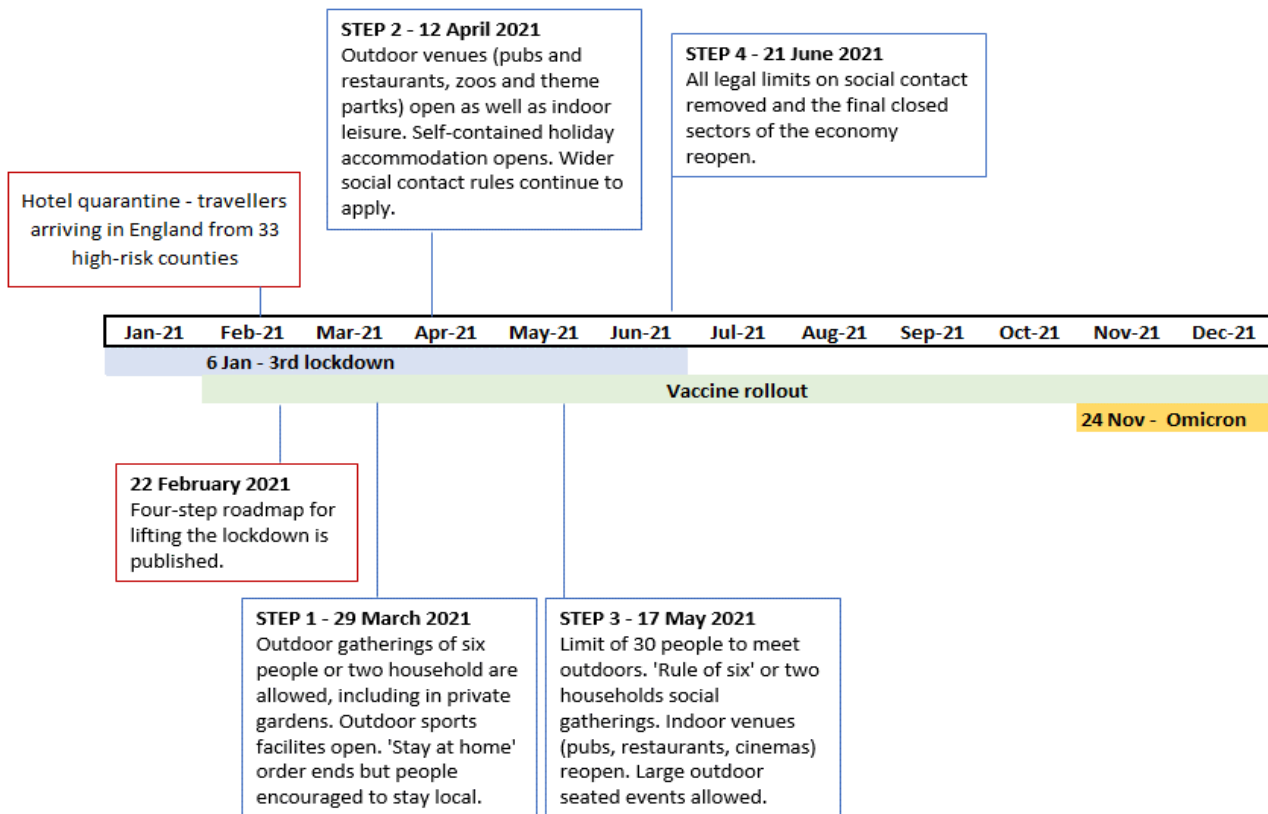 STEP 2 - 12 April 2021
Outdoor venues (pubs and
restaurants, zoos and theme
partks) open as well as indoor
leisure. Self-contained holiday
accommodation opens. Wider
social contact rules continue to
apply.
STEP 4 - 21 June 2021
All legal limits on social contact
removed and the final closed
sectors of the economy
reopen.
Hotel quarantine - travellers
arriving in England from 33
high-risk counties
Jan-21 Feb-21 Mar-21 Apr-21 May-21 Jun-21 Jul-21 Aug-21 Sep-21 Oct-21 Nov-21 Dec-21
6 Jan - 3rd lockdown
Vaccine rollout
24 Nov - Omicron
22 February 2021
Four-step roadmap for
lifting the lockdown is
published.
STEP 1 - 29 March 2021
Outdoor gatherings of six
people or two household are
allowed, including in private
gardens. Outdoor sports
facilites open. 'Stay at home'
order ends but people
encouraged to stay local.
STEP 3 - 17 May 2021
Limit of 30 people to meet
outdoors. 'Rule of six' or two
households social
gatherings. Indoor venues
(pubs, restaurants, cinemas)
reopen. Large outdoor
seated events allowed.